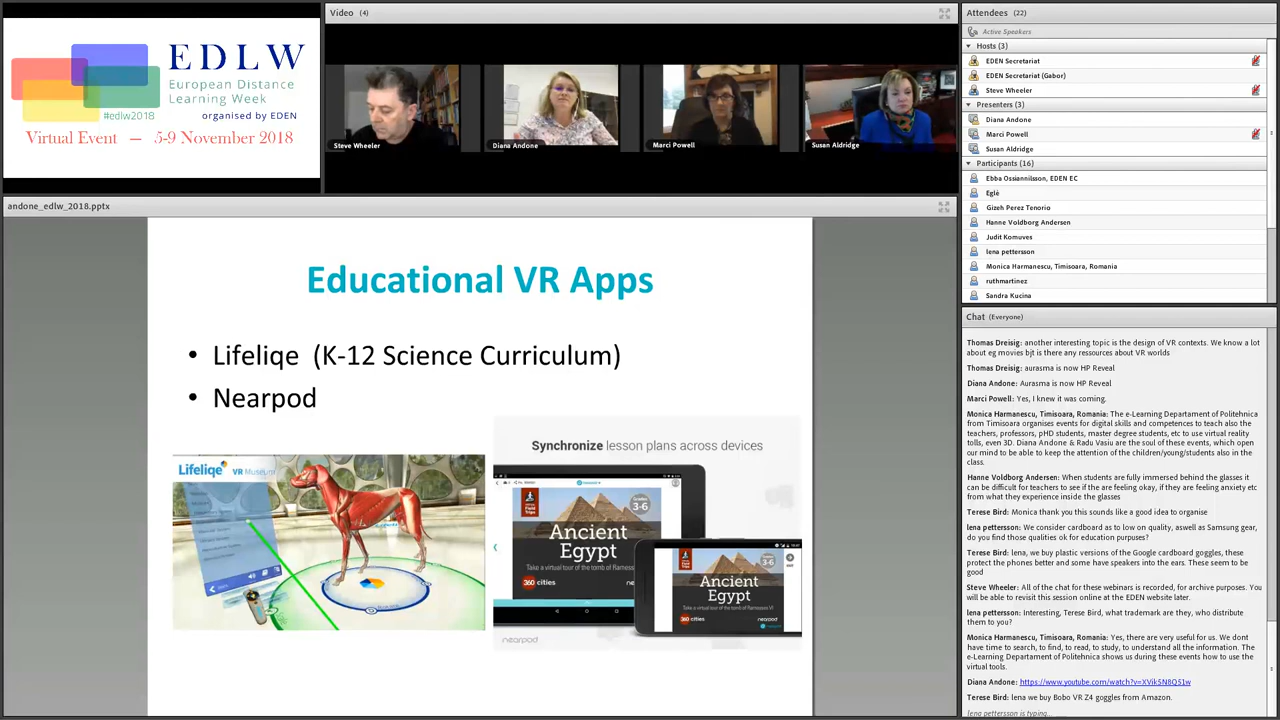 EDLW
European Distance
Learning Week
#edlw2018
organised by EDEN
Virtual Event — 5-9 November 2018
Video (4)
Steve Wheeler
Diana Andone
Marci Powell
Susan Aldridge
andone_edlw_2018.pptx
Educational VR Apps
• Lifeliqe (K-12 Science Curriculum)
• Nearpod
Lifeliqe VR Museum
Synchronize lesson plans across devices
Grades
3-6
Ancient
Egypt
Take a virtual tour of the tomb of Ramesses VI
360cities
Ancient
Egypt
Take a virtual tour of the tomb of Ramesses VI
360cities
nearpod
nearpod
Attendees (22)
Active Speakers
Hosts (3)
EDEN Secretariat
EDEN Secretariat (Gabor)
Steve Wheeler
Presenters (3)
Diana Andone
Marci Powell
Susan Aldridge
Participants (16)
Ebba Ossiannilsson, EDEN EC
Eglė
Gizeh Perez Tenorio
Hanne Voldborg Andersen
Judit Komuves
lena pettersson
Monica Harmanescu, Timisoara, Romania
ruthmartinez
Sandra Kucina
Chat (Everyone)
Thomas Dreisig: another interesting topic is the design of VR contexts. We know a lot
about eg movies bjt is there any ressources about VR worlds
Thomas Dreisig: aurasma is now HP Reveal
Diana Andone: Aurasma is now HP Reveal
Marci Powell: Yes, I knew it was coming.
Monica Harmanescu, Timisoara, Romania: The e-Learning Departament of Politehnica
from Timisoara organises events for digital skills and competences to teach also the
teachers, professors, pHD students, master degree students, etc to use virtual reality
tolls, even 3D. Diana Andone & Radu Vasiu are the soul of these events, which open
our mind to be able to keep the attention of the children/young/students also in the
class.
Hanne Voldborg Andersen: When students are fully immersed behind the glasses it
can be difficult for teachers to see if the are feeling okay, if they are feeling anxiety etc
from what they experience inside the glasses
Terese Bird: Monica thank you this sounds like a good idea to organise
lena pettersson: We consider cardboard as to low on quality, aswell as Samsung gear,
do you find those qualities ok for education purpuses?
Terese Bird: lena, we buy plastic versions of the Google cardboard goggles, these
protect the phones better and some have speakers into the ears. These seem to be
good
Steve Wheeler: All of the chat for these webinars is recorded, for archive purposes. You
will be able to revisit this session online at the EDEN website later.
lena pettersson: Interesting, Terese Bird, what trademark are they, who distribute
them to you?
Monica Harmanescu, Timisoara, Romania: Yes, there are very useful for us. We dont
have time to search, to find, to read, to study, to understand all the information. The
e-Learning Departament of Politehnica shows us during these events how to use the
virtual tools.
Diana Andone: https://www.youtube.com/watch?v=XVik5N8Q51w
Terese Bird: lena we buy Bobo VR Z4 goggles from Amazon.
lena pettersson is typing...